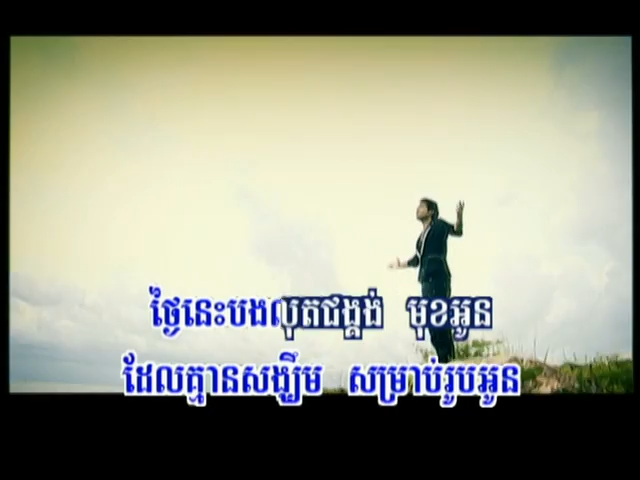 ថ្ងៃនេះបងលុតជង្គង់ មុខអូន
ដែលគ្មានសង្ឃឹម សម្រាប់រូបអូន